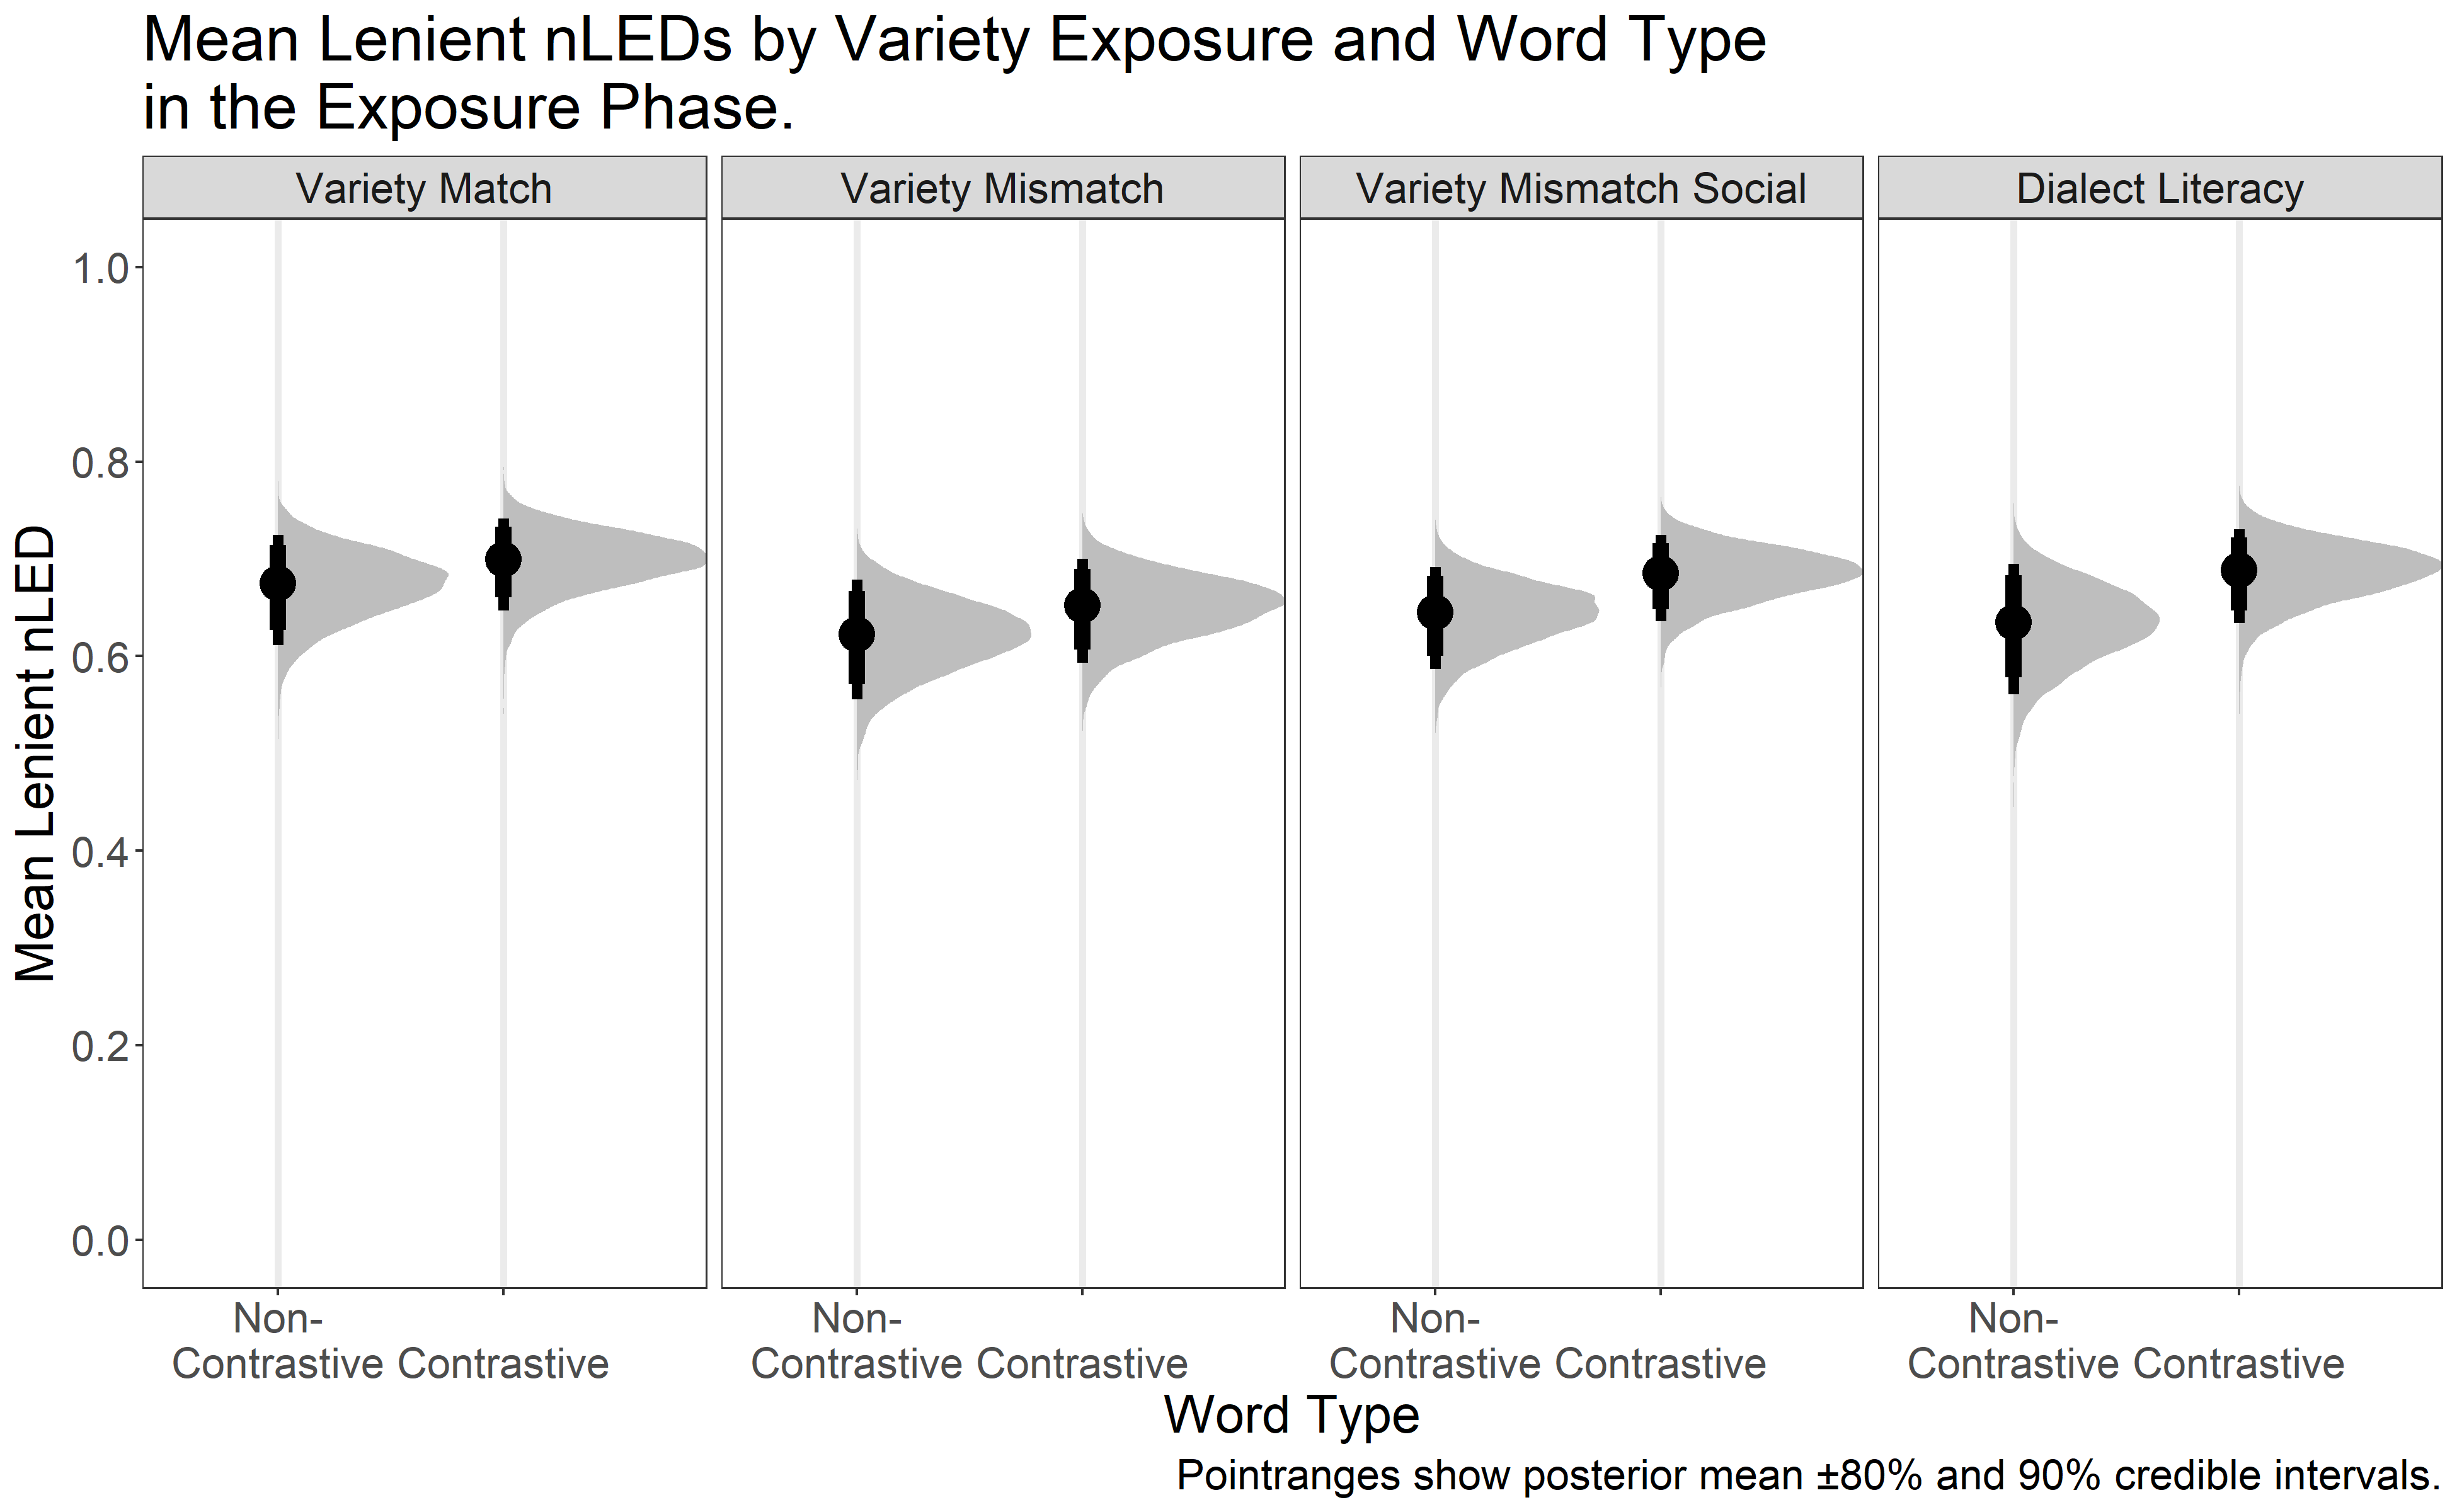 Mean Lenient nLEDs by Variety Exposure and Word Type
in the Exposure Phase.
Variety Match
Variety Mismatch
Variety Mismatch Social
Dialect Literacy
Mean Lenient nLED
1.0
0.8
0.6
0.4
0.2
0.0
Non-
Contrastive
Contrastive
Non-
Contrastive
Contrastive
Non-
Contrastive
Contrastive
Non-
Contrastive
Contrastive
Word Type
Pointranges show posterior mean ±80% and 90% credible intervals.